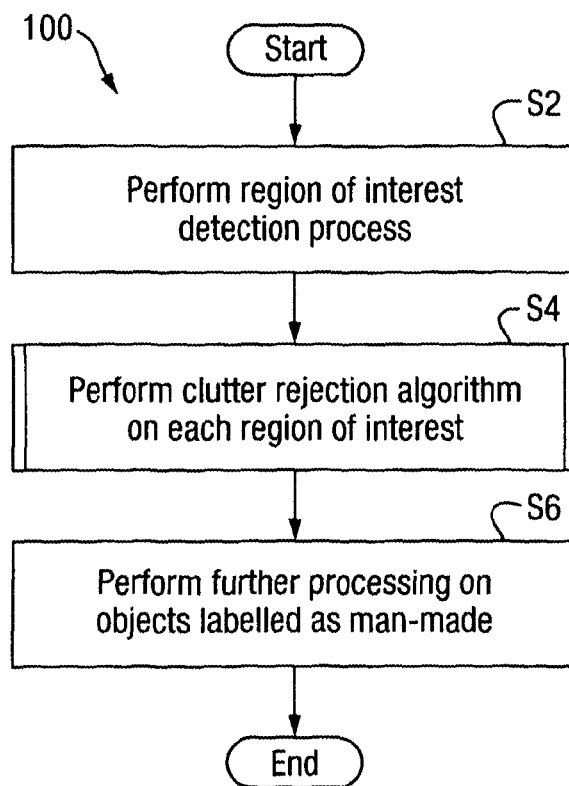 100
Start
S2
Perform region of interest
detection process
S4
Perform clutter rejection algorithm
on each region of interest
S6
Perform further processing on
objects labelled as man-made
End